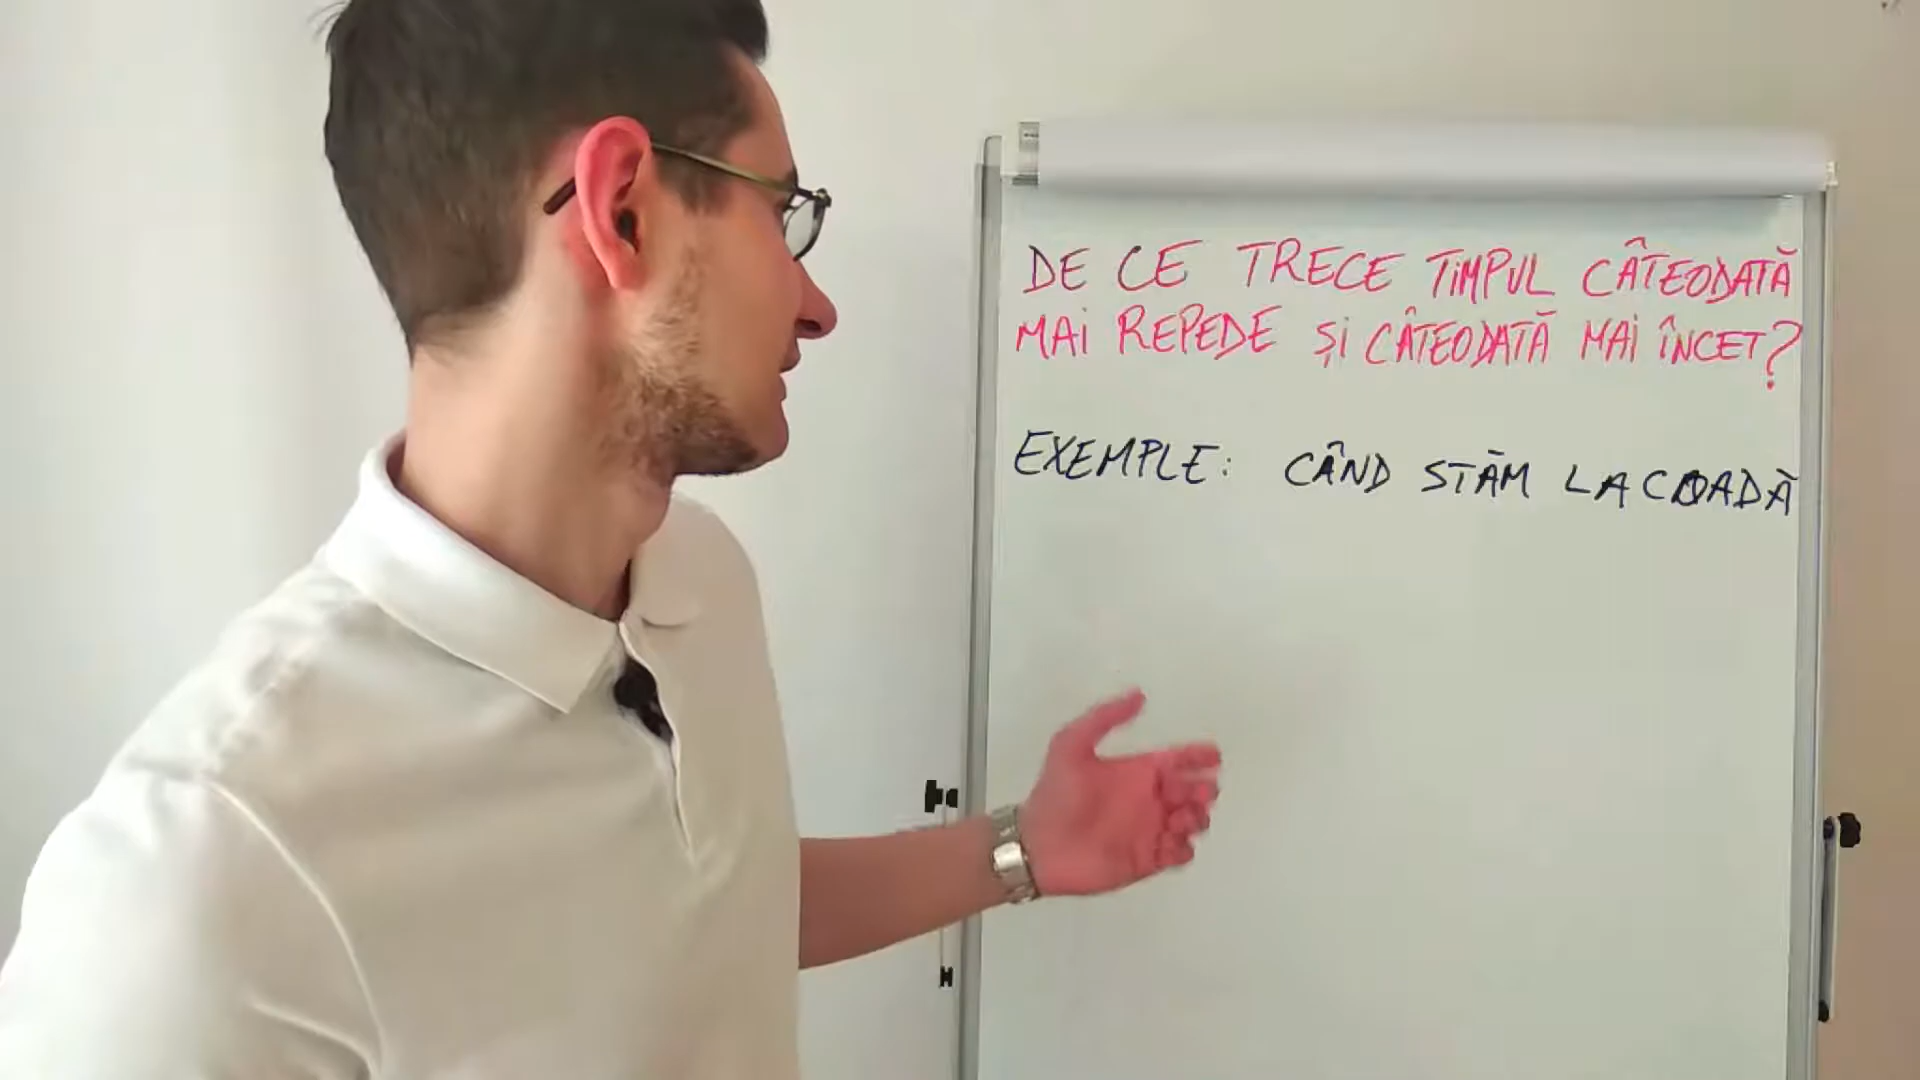 DE CE TRECE TIMPUL CÂTEODATĂ
MAI REPEDE ȘI CÂTEODATĂ MAI ÎNCET?
EXEMPLE: CÂND STĂM LA COADĂ